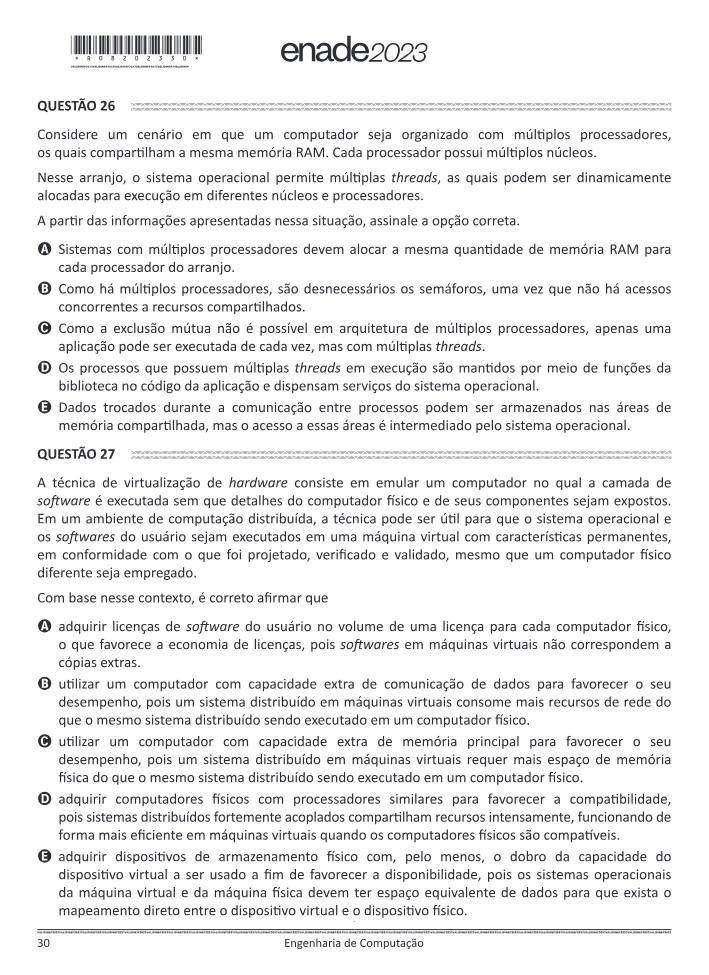 * R 0 8 2 0 2 3 3 0 *
enade2023
QUESTÃO 26
Considere um cenário em que um computador seja organizado com múltiplos processadores,
os quais compartilham a mesma memória RAM. Cada processador possui múltiplos núcleos.
Nesse arranjo, o sistema operacional permite múltiplas threads, as quais podem ser dinamicamente
alocadas para execução em diferentes núcleos e processadores.
A partir das informações apresentadas nessa situação, assinale a opção correta.
A Sistemas com múltiplos processadores devem alocar a mesma quantidade de memória RAM para
cada processador do arranjo.
B Como há múltiplos processadores, são desnecessários os semáforos, uma vez que não há acessos
concorrentes a recursos compartilhados.
C Como a exclusão mútua não é possível em arquitetura de múltiplos processadores, apenas uma
aplicação pode ser executada de cada vez, mas com múltiplas threads.
D Os processos que possuem múltiplas threads em execução são mantidos por meio de funções da
biblioteca no código da aplicação e dispensam serviços do sistema operacional.
E Dados trocados durante a comunicação entre processos podem ser armazenados nas áreas de
memória compartilhada, mas o acesso a essas áreas é intermediado pelo sistema operacional.
QUESTÃO 27
A técnica de virtualização de hardware consiste em emular um computador no qual a camada de
software é executada sem que detalhes do computador físico e de seus componentes sejam expostos.
Em um ambiente de computação distribuída, a técnica pode ser útil para que o sistema operacional e
os softwares do usuário sejam executados em uma máquina virtual com características permanentes,
em conformidade com o que foi projetado, verificado e validado, mesmo que um computador físico
diferente seja empregado.
Com base nesse contexto, é correto afirmar que
A adquirir licenças de software do usuário no volume de uma licença para cada computador físico,
o que favorece a economia de licenças, pois softwares em máquinas virtuais não correspondem a
cópias extras.
B utilizar um computador com capacidade extra de comunicação de dados para favorecer o seu
desempenho, pois um sistema distribuído em máquinas virtuais consome mais recursos de rede do
que o mesmo sistema distribuído sendo executado em um computador físico.
C utilizar um computador com capacidade extra de memória principal para favorecer o seu
desempenho, pois um sistema distribuído em máquinas virtuais requer mais espaço de memória
física do que o mesmo sistema distribuído sendo executado em um computador físico.
D adquirir computadores físicos com processadores similares para favorecer a compatibilidade,
pois sistemas distribuídos fortemente acoplados compartilham recursos intensamente, funcionando de
forma mais eficiente em máquinas virtuais quando os computadores físicos são compatíveis.
E adquirir dispositivos de armazenamento físico com, pelo menos, o dobro da capacidade do
dispositivo virtual a ser usado a fim de favorecer a disponibilidade, pois os sistemas operacionais
da máquina virtual e da máquina física devem ter espaço equivalente de dados para que exista o
mapeamento direto entre o dispositivo virtual e o dispositivo físico.
30
Engenharia de Computação